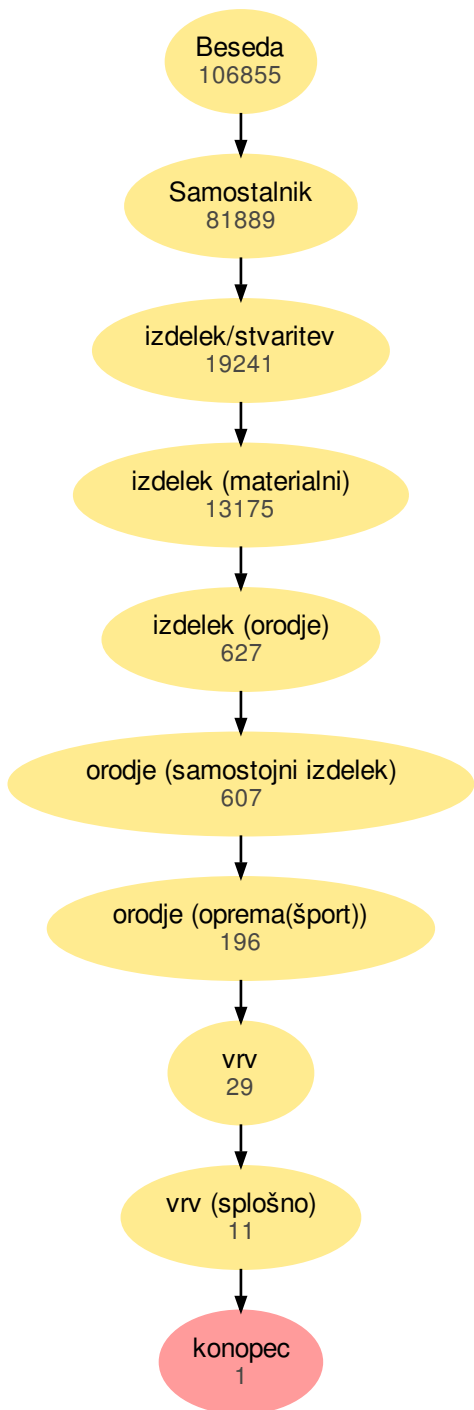 Beseda
106855
Samostalnik
81889
izdelek/stvaritev
19241
izdelek (materialni)
13175
izdelek (orodje)
627
orodje (samostojni izdelek)
607
orodje (oprema(šport))
196
vrv
29
vrv (splošno)
11
konopec
1